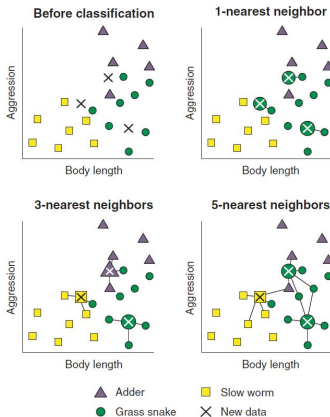 Before classification
1-nearest neighbor
Aggression
Aggression
Body length
Body length
3-nearest neighbors
5-nearest neighbors
Aggression
Aggression
Body length
Body length
Adder
Slow worm
Grass snake
New data